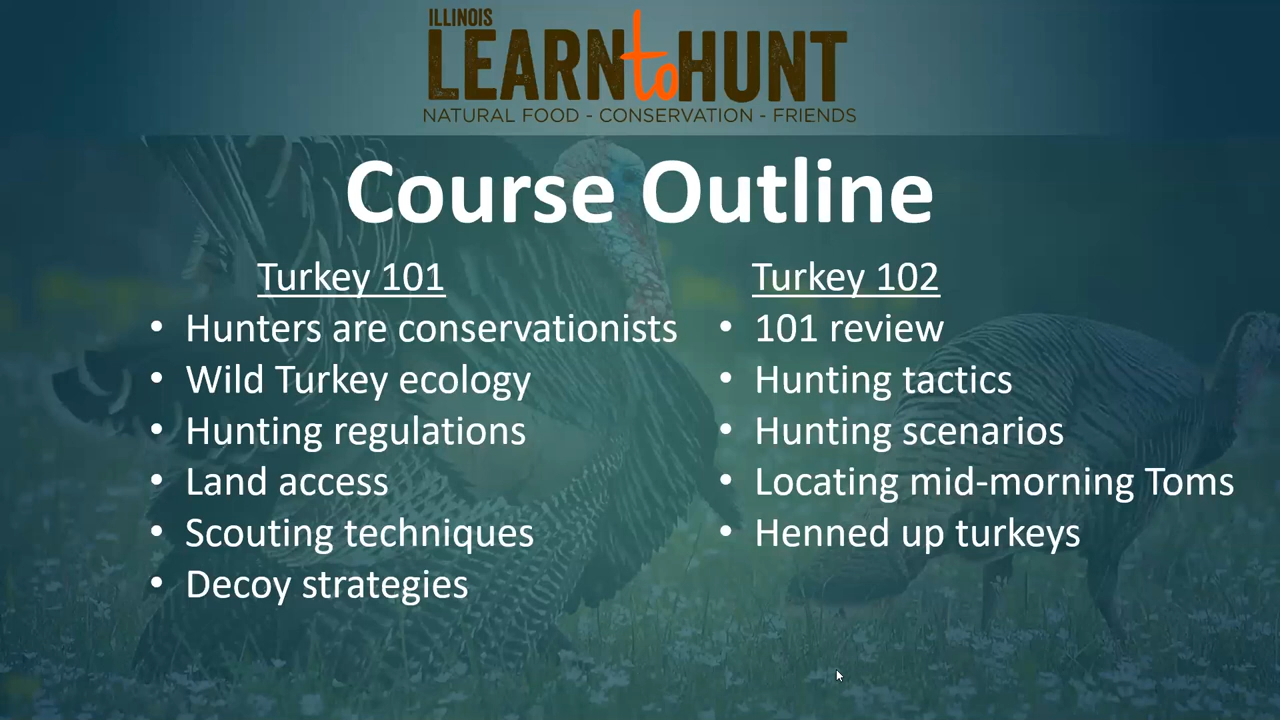 ILLINOIS
LEARN to HUNT
NATURAL FOOD - CONSERVATION - FRIENDS
Course Outline
Turkey 101
• Hunters are conservationists
• Wild Turkey ecology
• Hunting regulations
• Land access
• Scouting techniques
• Decoy strategies
Turkey 102
• 101 review
• Hunting tactics
• Hunting scenarios
• Locating mid-morning Toms
• Henned up turkeys